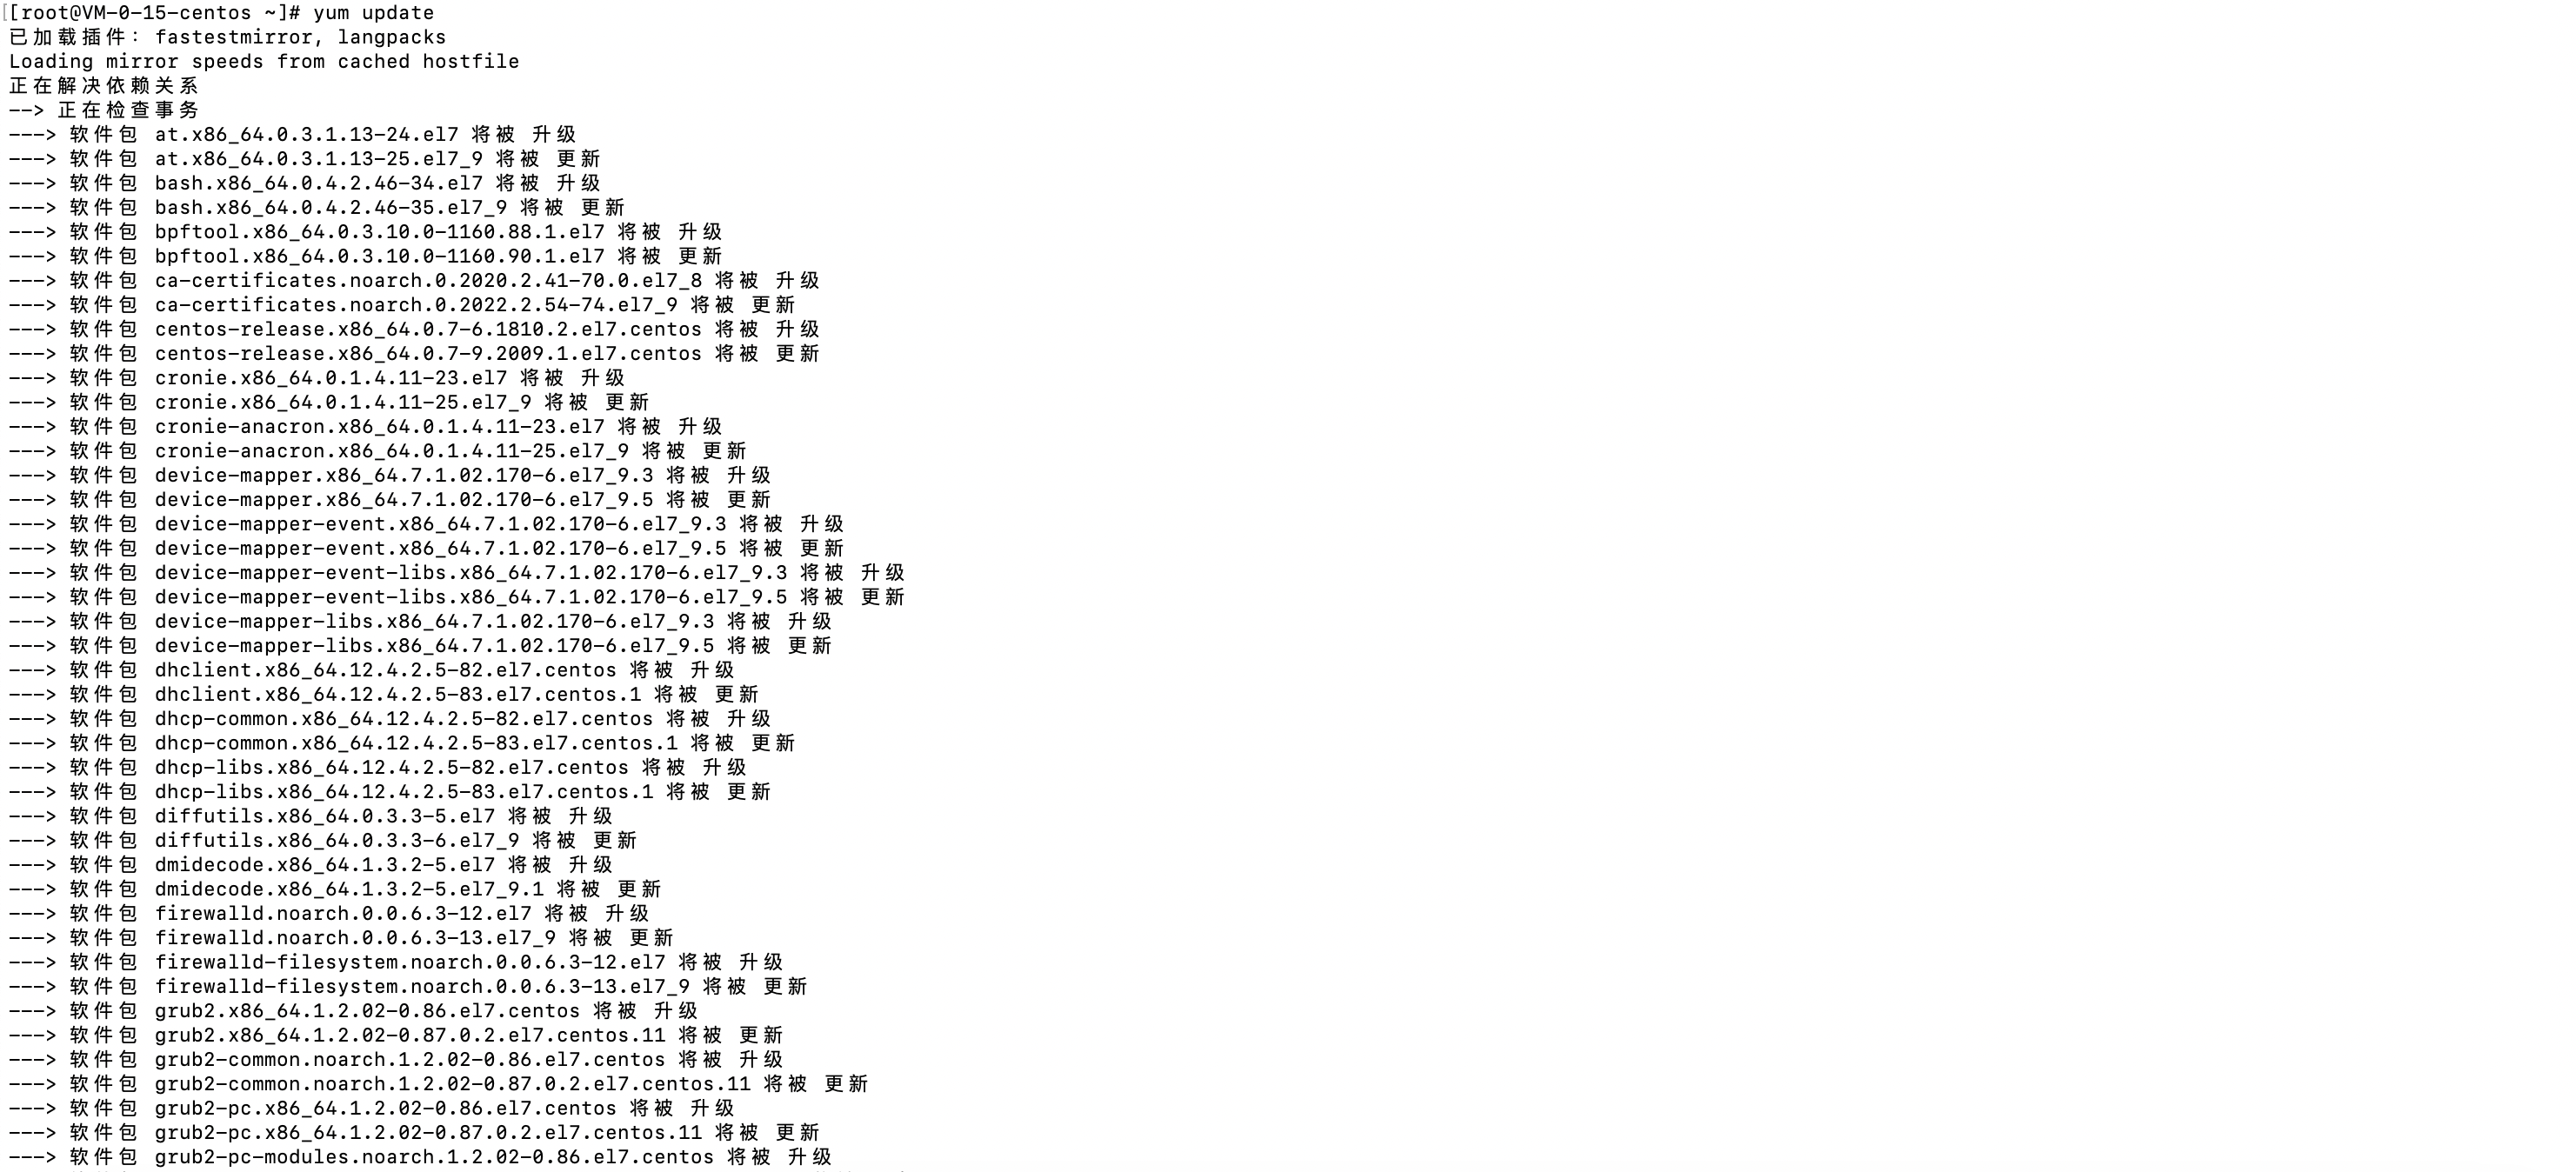 [[root@VM-0-15-centos ~]# yum update
已加载插件：fastestmirror, langpacks
Loading mirror speeds from cached hostfile
正在解决依赖关系
--> 正在检查事务
---> 软件包 at.x86_64.0.3.1.13-24.el7 将被 升级
---> 软件包 at.x86_64.0.3.1.13-25.el7_9 将被 更新
---> 软件包 bash.x86_64.0.4.2.46-34.el7 将被 升级
---> 软件包 bash.x86_64.0.4.2.46-35.el7_9 将被 更新
---> 软件包 bpftool.x86_64.0.3.10.0-1160.88.1.el7 将被 升级
---> 软件包 bpftool.x86_64.0.3.10.0-1160.90.1.el7 将被 更新
---> 软件包 ca-certificates.noarch.0.2020.2.41-70.0.el7_8 将被 升级
---> 软件包 ca-certificates.noarch.0.2022.2.54-74.el7_9 将被 更新
---> 软件包 centos-release.x86_64.0.7-6.1810.2.el7.centos 将被 升级
---> 软件包 centos-release.x86_64.0.7-9.2009.1.el7.centos 将被 更新
---> 软件包 cronie.x86_64.0.1.4.11-23.el7 将被 升级
---> 软件包 cronie.x86_64.0.1.4.11-25.el7_9 将被 更新
---> 软件包 cronie-anacron.x86_64.0.1.4.11-23.el7 将被 升级
---> 软件包 cronie-anacron.x86_64.0.1.4.11-25.el7_9 将被 更新
---> 软件包 device-mapper.x86_64.7.1.02.170-6.el7_9.3 将被 升级
---> 软件包 device-mapper.x86_64.7.1.02.170-6.el7_9.5 将被 更新
---> 软件包 device-mapper-event.x86_64.7.1.02.170-6.el7_9.3 将被 升级
---> 软件包 device-mapper-event.x86_64.7.1.02.170-6.el7_9.5 将被 更新
---> 软件包 device-mapper-event-libs.x86_64.7.1.02.170-6.el7_9.3 将被 升级
---> 软件包 device-mapper-event-libs.x86_64.7.1.02.170-6.el7_9.5 将被 更新
---> 软件包 device-mapper-libs.x86_64.7.1.02.170-6.el7_9.3 将被 升级
---> 软件包 device-mapper-libs.x86_64.7.1.02.170-6.el7_9.5 将被 更新
---> 软件包 dhclient.x86_64.12.4.2.5-82.el7.centos 将被 升级
---> 软件包 dhclient.x86_64.12.4.2.5-83.el7.centos.1 将被 更新
---> 软件包 dhcp-common.x86_64.12.4.2.5-82.el7.centos 将被 升级
---> 软件包 dhcp-common.x86_64.12.4.2.5-83.el7.centos.1 将被 更新
---> 软件包 dhcp-libs.x86_64.12.4.2.5-82.el7.centos 将被 升级
---> 软件包 dhcp-libs.x86_64.12.4.2.5-83.el7.centos.1 将被 更新
---> 软件包 diffutils.x86_64.0.3.3-5.el7 将被 升级
---> 软件包 diffutils.x86_64.0.3.3-6.el7_9 将被 更新
---> 软件包 dmidecode.x86_64.1.3.2-5.el7 将被 升级
---> 软件包 dmidecode.x86_64.1.3.2-5.el7_9.1 将被 更新
---> 软件包 firewalld.noarch.0.0.6.3-12.el7 将被 升级
---> 软件包 firewalld.noarch.0.0.6.3-13.el7_9 将被 更新
---> 软件包 firewalld-filesystem.noarch.0.0.6.3-12.el7 将被 升级
---> 软件包 firewalld-filesystem.noarch.0.0.6.3-13.el7_9 将被 更新
---> 软件包 grub2.x86_64.1.2.02-0.86.el7.centos 将被 升级
---> 软件包 grub2.x86_64.1.2.02-0.87.0.2.el7.centos.11 将被 更新
---> 软件包 grub2-common.noarch.1.2.02-0.86.el7.centos 将被 升级
---> 软件包 grub2-common.noarch.1.2.02-0.87.0.2.el7.centos.11 将被 更新
---> 软件包 grub2-pc.x86_64.1.2.02-0.86.el7.centos 将被 升级
---> 软件包 grub2-pc.x86_64.1.2.02-0.87.0.2.el7.centos.11 将被 更新
---> 软件包 grub2-pc-modules.noarch.1.2.02-0.86.el7.centos 将被 升级